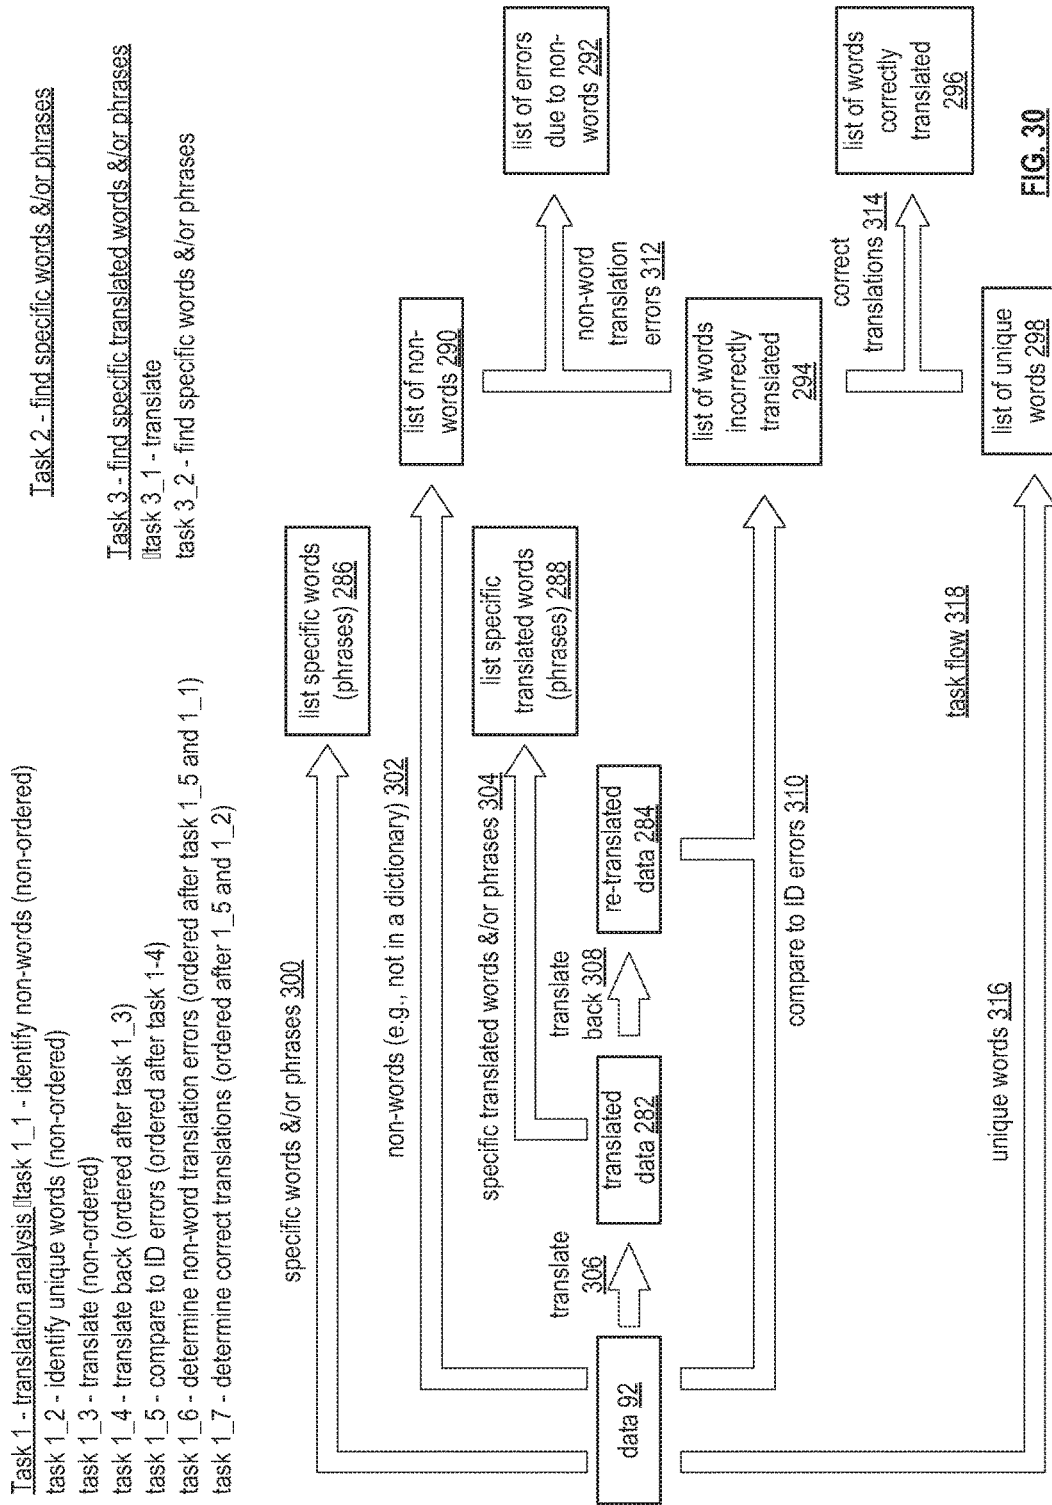 Task 1 - translation analysis ▯task 1_1 - identify non-words (non-ordered)
task 1_2 - identify unique words (non-ordered)
task 1_3 - translate (non-ordered)
task 1_4 - translate back (ordered after task 1_3)
task 1_5 - compare to ID errors (ordered after task 1-4)
task 1_6 - determine non-word translation errors (ordered after task 1_5 and 1_1)
task 1_7 - determine correct translations (ordered after 1_5 and 1_2)
Task 2 - find specific words &/or phrases
Task 3 - find specific translated words &/or phrases
▯task 3_1 - translate
task 3_2 - find specific words &/or phrases
specific words &/or phrases 300
list specific words
(phrases) 286
non-words (e.g., not in a dictionary) 302
list of non-
words 290
specific translated words &/or phrases 304
list specific
translated words
(phrases) 288
list of errors
due to non-
words 292
non-word
translation
errors 312
data 92
translate
306
translated
data 282
translate
back 308
re-translated
data 284
compare to ID errors 310
list of words
incorrectly
translated
294
correct
translations 314
list of words
correctly
translated
296
unique words 316
task flow 318
list of unique
words 298
FIG. 30